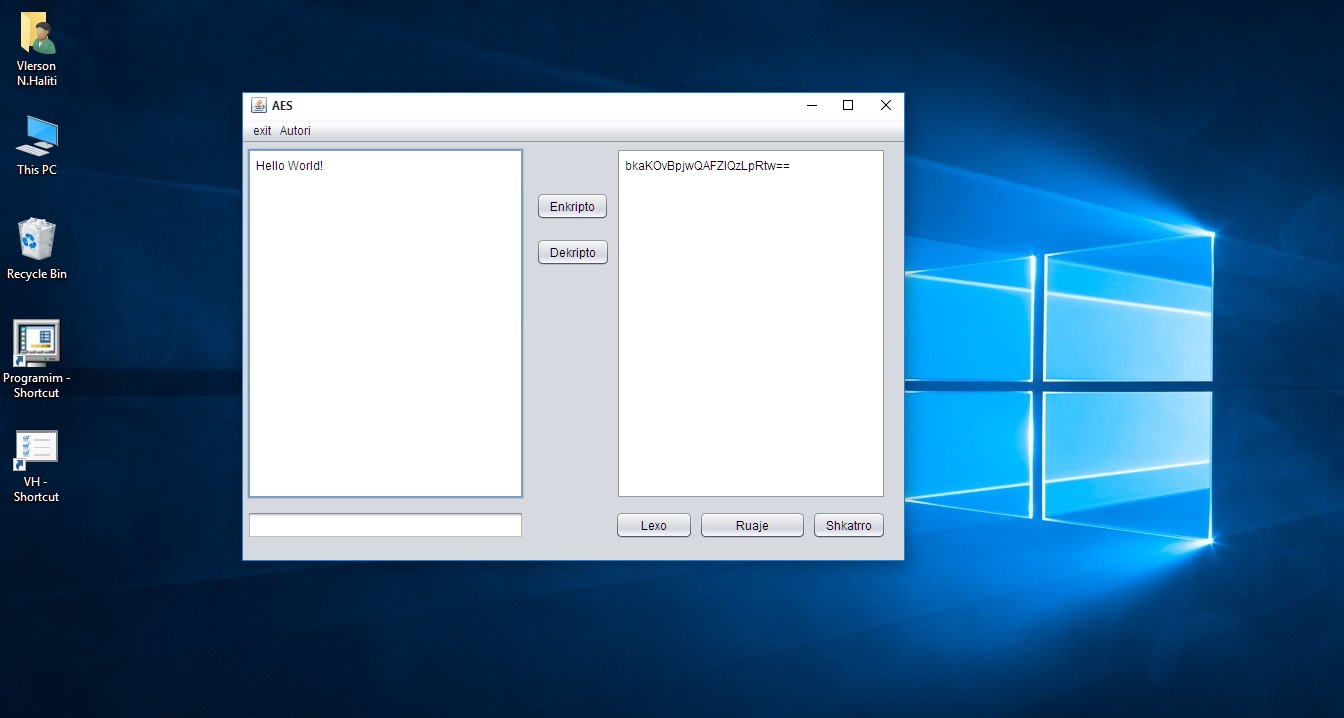 Vlerson
N.Haliti
This PC
Recycle Bin
Programim -
Shortcut
VH -
Shortcut
AES
exit Autori
Hello World!
Enkripto
Dekripto
bkaKOvBpjwQAFZlQzLpRtw==
Lexo
Ruaje
Shkatrro